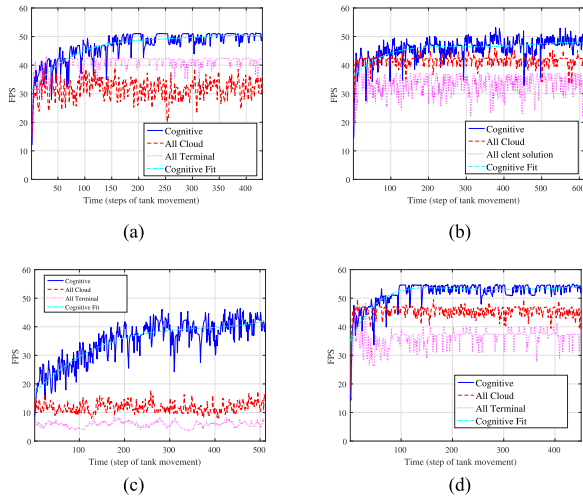 60
50
40
30
20
10
0
FPS
50 100 150 200 250 300 350 400
Time (steps of tank movement)
Cognitive
All Cloud
All Terminal
Cognitive Fit
(a)
60
50
40
30
20
10
0
FPS
100 200 300 400 500 600
Time (steps of tank movement)
Cognitive
All Cloud
All clent solution
Cognitive Fit
(b)
60
50
40
30
20
10
0
FPS
100 200 300 400 500
Time (step of tank movement)
Cognitive
All Cloud
All Terminal
Cognitive Fit
(c)
60
50
40
30
20
10
0
FPS
100 200 300 400
Time (step of tank movement)
Cognitive
All Cloud
All Terminal
Cognitive Fit
(d)